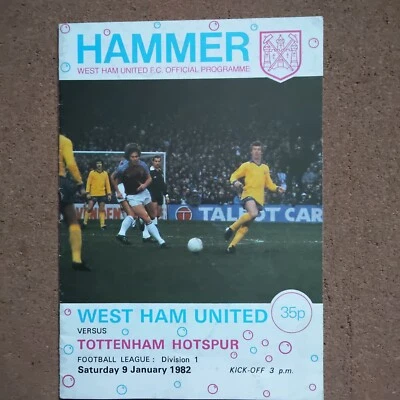 HAMMER
WEST HAM UNITED F.C. OFFICIAL PROGRAMME
TALBOT CAR
WEST HAM UNITED
35p
VERSUS
TOTTENHAM HOTSPUR
FOOTBALL LEAGUE: Division 1
Saturday 9 January 1982
KICK-OFF 3 p.m.